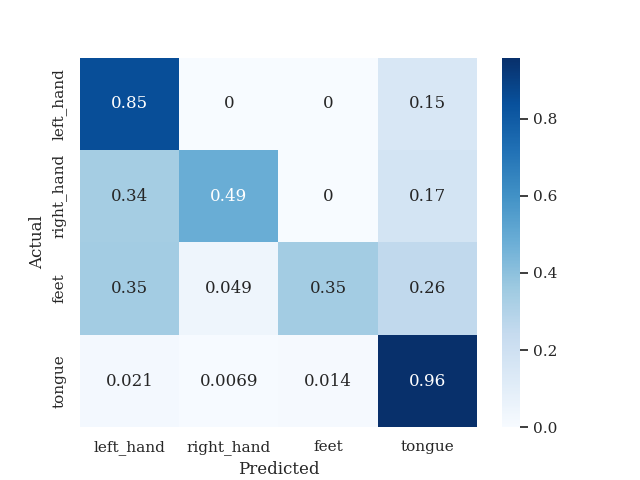 left_hand 0.85 0 0 0.15
right_hand 0.34 0.49 0 0.17
feet 0.35 0.049 0.35 0.26
tongue 0.021 0.0069 0.014 0.96
Actual
left_hand right_hand feet tongue
Predicted
0.8
0.6
0.4
0.2
0.0